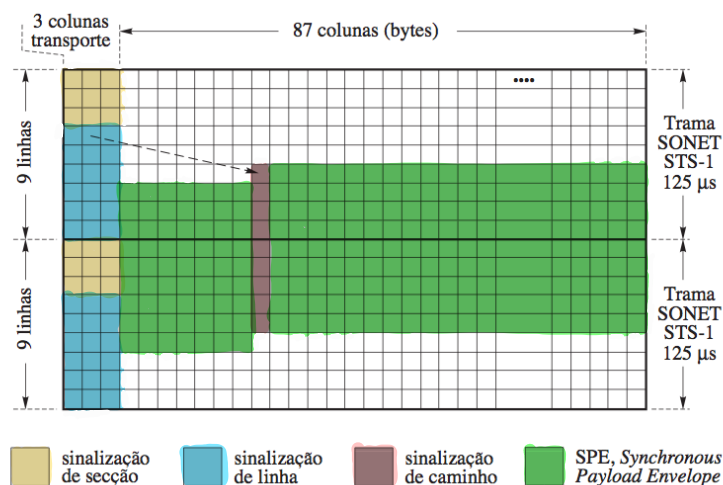 3 colunas
transporte
87 colunas (bytes)
....
9 linhas
Trama
SONET
STS-1
125 µs
9 linhas
Trama
SONET
STS-1
125 µs
sinalização
de secção
sinalização
de linha
sinalização
de caminho
SPE, Synchronous
Payload Envelope